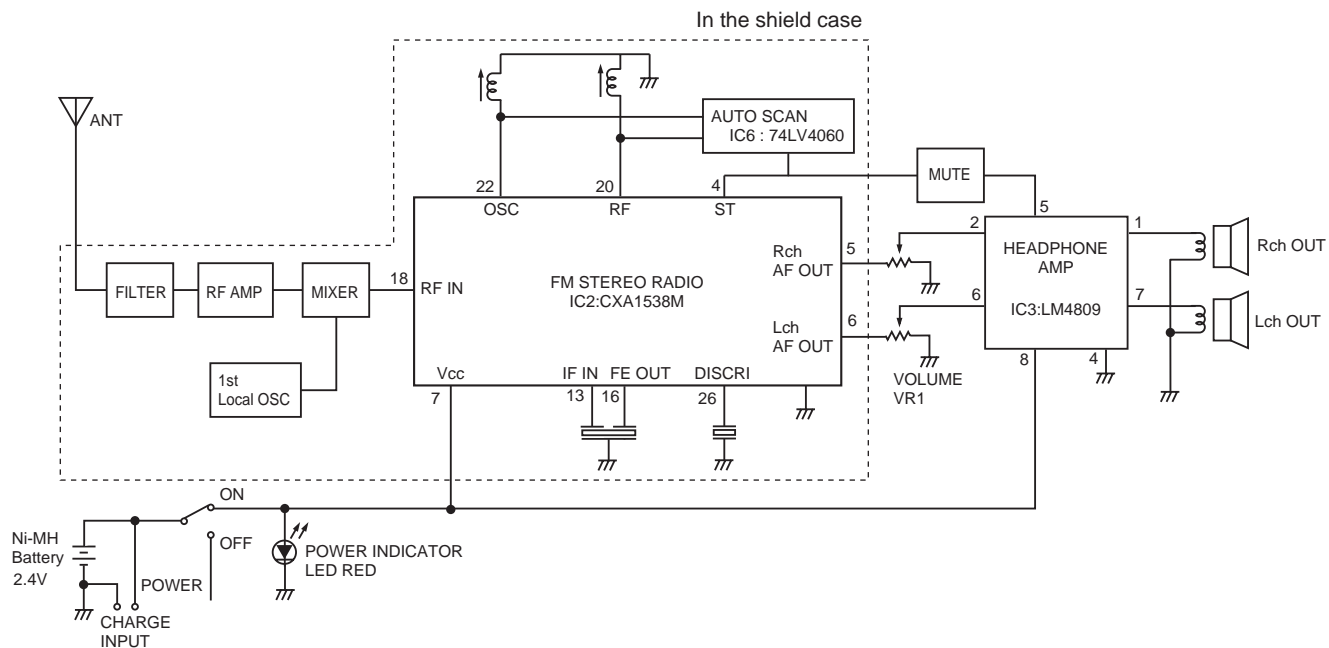 In the shield case
ANT
AUTO SCAN
IC6 : 74LV4060
22
20
4
MUTE
OSC
RF
ST
5
2
1
HEADPHONE
AMP
Rch OUT
Rch
AF OUT
5
18
RF IN
FM STEREO RADIO
IC2:CXA1538M
FILTER
RF AMP
MIXER
6
7
IC3:LM4809
Lch OUT
Lch
AF OUT
6
8
4
1st
Local OSC
Vcc
IF IN
FE OUT
DISCRI
7
13
16
26
VOLUME
VR1
ON
OFF
Ni-MH
Battery
2.4V
POWER
POWER INDICATOR
LED RED
CHARGE
INPUT